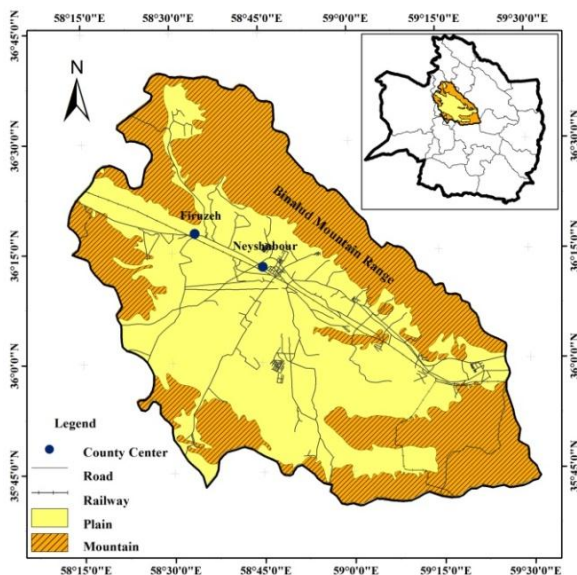 58°15'0"E 58°30'0"E 58°45'0"E 59°0'0"E 59°15'0"E 59°30'0"E
36°45'0"N
N
36°30'0"N
36°30'0"N
Binalud Mountain Range
Firuzeh
Neyshabour
36°15'0"N
36°15'0"N
36°0'0"N
36°0'0"N
Legend
County Center
Road
Railway
Plain
Mountain
35°45'0"N
35°45'0"N
58°15'0"E 58°30'0"E 58°45'0"E 59°0'0"E 59°15'0"E 59°30'0"E